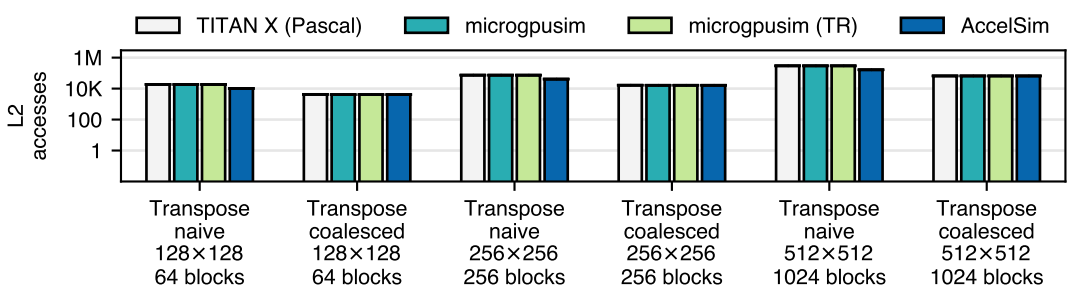 TITAN X (Pascal) microgpusim microgpusim (TR) AccelSim
L2
accesses
1M
10K
100
1
Transpose
naive
128×128
64 blocks
Transpose
coalesced
128×128
64 blocks
Transpose
naive
256×256
256 blocks
Transpose
coalesced
256×256
256 blocks
Transpose
naive
512×512
1024 blocks
Transpose
coalesced
512×512
1024 blocks